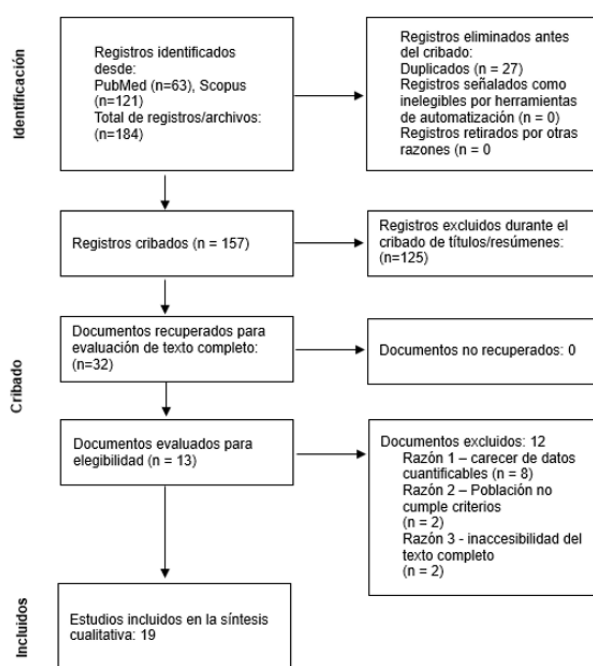 Identificación
Registros identificados
desde:
PubMed (n=63), Scopus
(n=121)
Total de registros/archivos:
(n=184)
Registros eliminados antes
del cribado:
Duplicados (n = 27)
Registros señalados como
inelegibles por herramientas
de automatización (n = 0)
Registros retirados por otras
razones (n = 0
Cribado
Registros cribados (n = 157)
Registros excluidos durante el
cribado de títulos/resúmenes:
(n=125)
Documentos recuperados para
evaluación de texto completo:
(n=32)
Documentos no recuperados: 0
Documentos evaluados para
elegibilidad (n = 13)
Documentos excluidos: 12
Razón 1 – carecer de datos
cuantificables (n = 8)
Razón 2 – Población no
cumple criterios
(n = 2)
Razón 3 - inaccesibilidad del
texto completo
(n = 2)
Incluidos
Estudios incluidos en la síntesis
cualitativa: 19